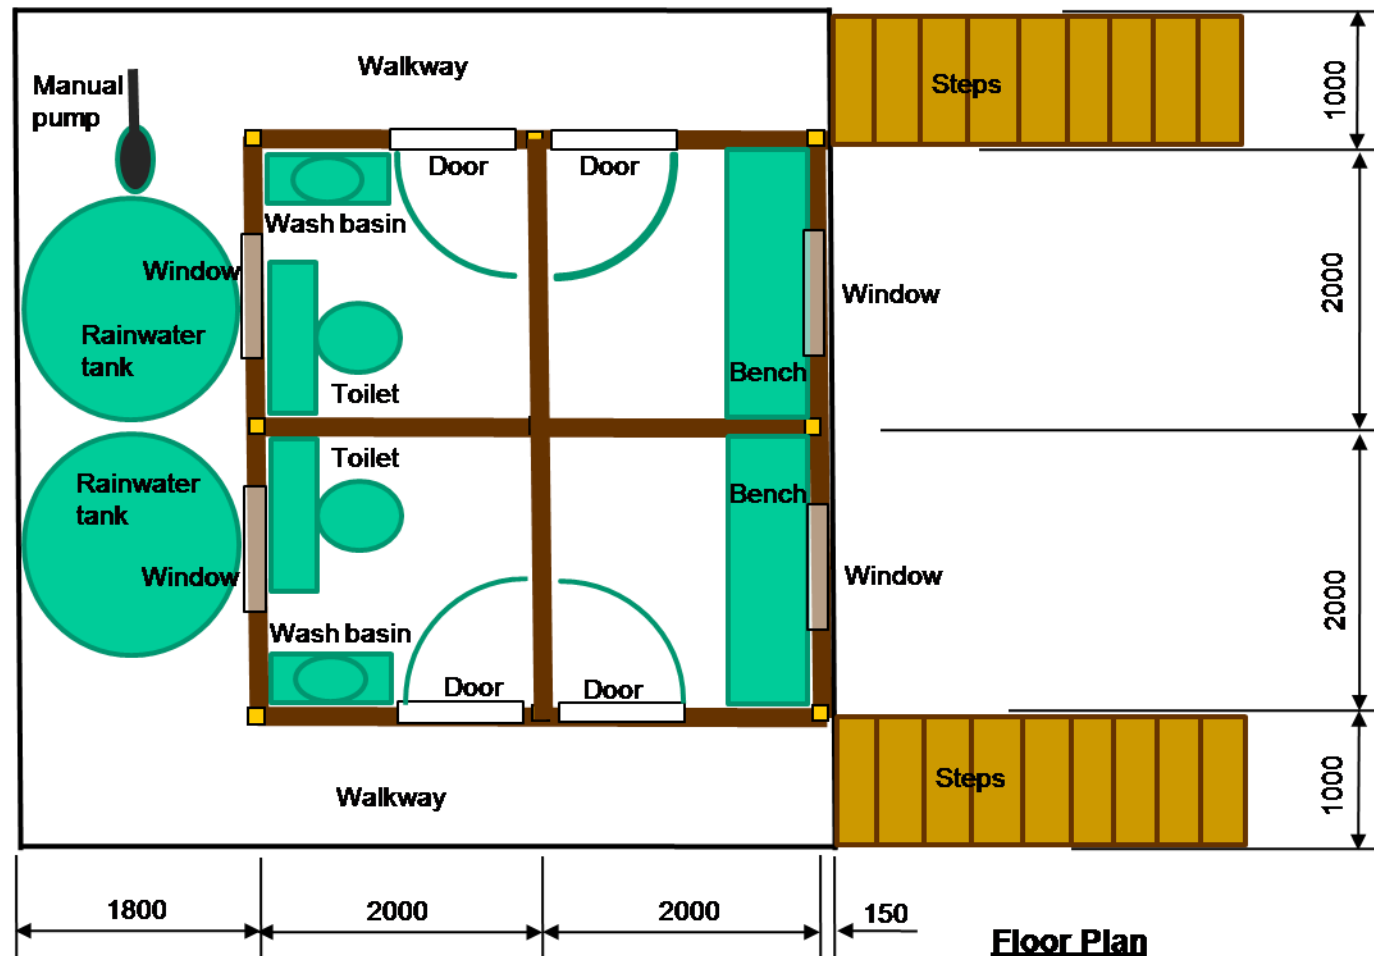 Walkway
Manual
pump
Steps
1000
Door
Door
Wash basin
Window
Window
2000
Rainwater
tank
Bench
Toilet
Toilet
Rainwater
tank
Bench
Window
Window
2000
Wash basin
Door
Door
Steps
1000
Walkway
1800
2000
2000
150
Floor Plan